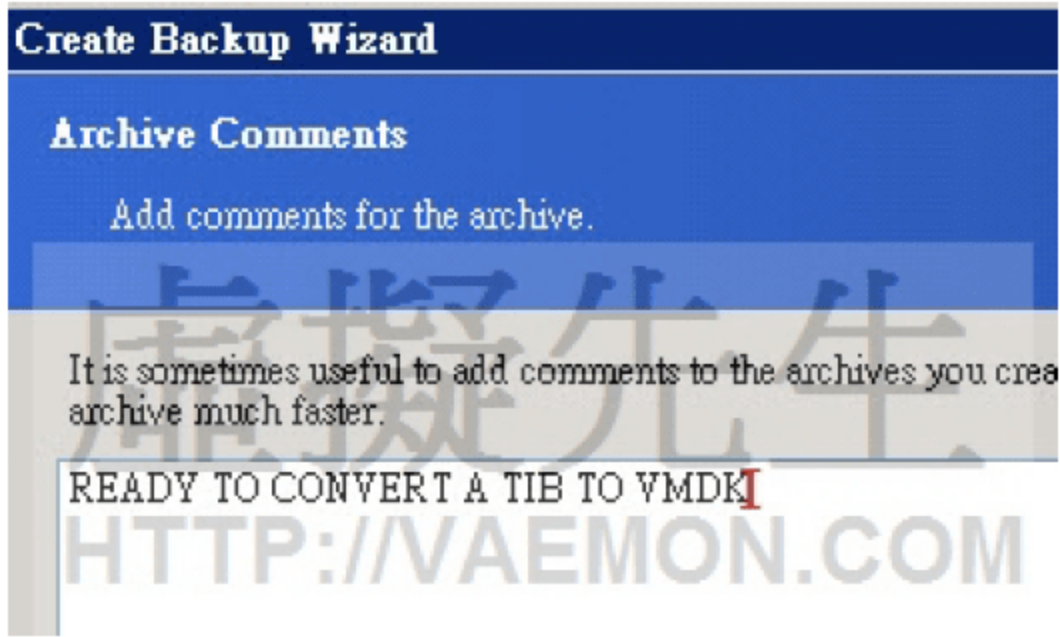 Create Backup Wizard
Archive Comments
Add comments for the archive.
虛擬先生
It is sometimes useful to add comments to the archives you crea
archive much faster.
READY TO CONVERT A TIB TO VMDK
HTTP://VAEMON.COM